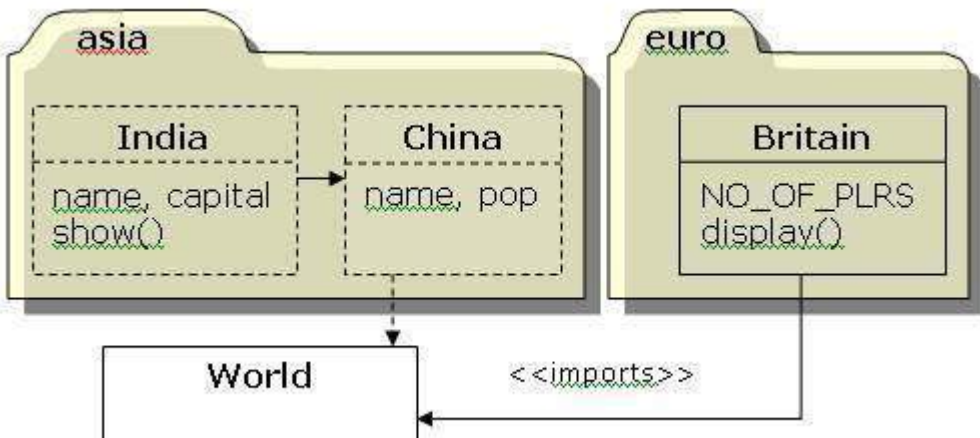 asia
India
name, capital
show()
China
name, pop
euro
Britain
NO_OF_PLRS
display()
World
<<imports>>